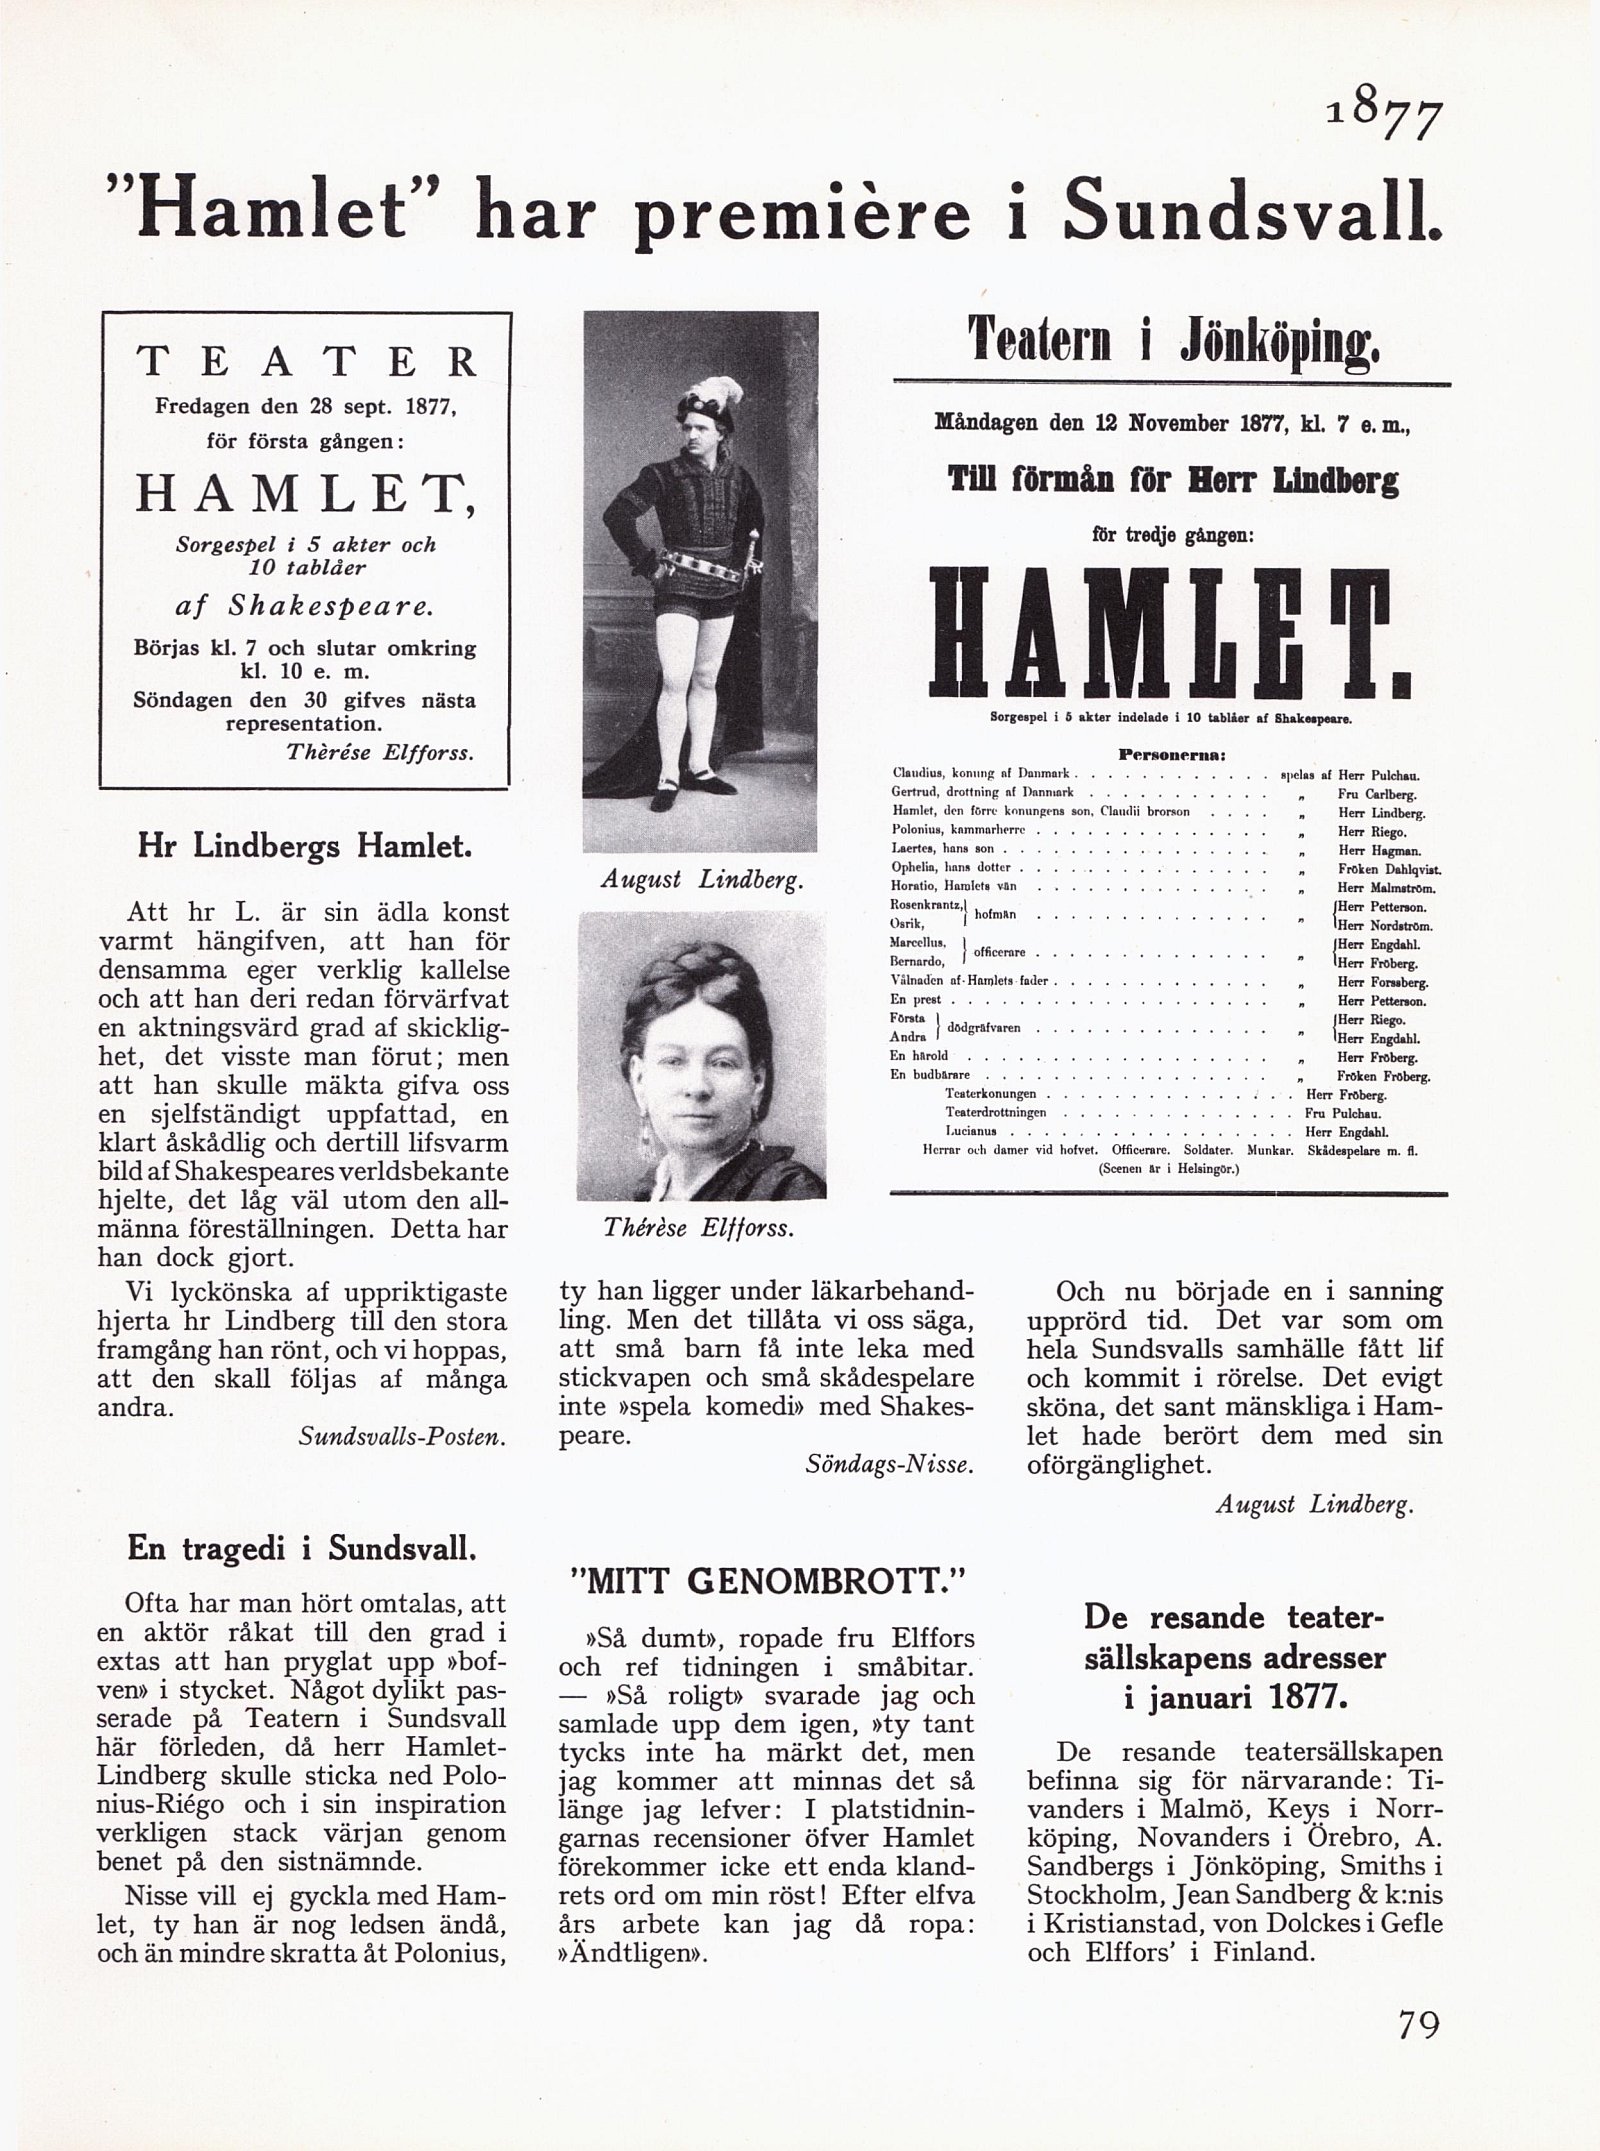 1877
”Hamlet” har première i Sundsvall.
TEATER
Fredagen den 28 sept. 1877,
för första gången:
HAMLET,
Sorgespel i 5 akter och
10 tablåer
af Shakespeare.
Börjas kl. 7 och slutar omkring
kl. 10 e. m.
Söndagen den 30 gifves nästa
representation.
Thèrése Elfforss.
Hr Lindbergs Hamlet.
Att hr L. är sin ädla konst
varmt hängifven, att han för
densamma eger verklig kallelse
och att han deri redan förvärfvat
en aktningsvärd grad af skicklig-
het, det visste man förut; men
att han skulle mäkta gifva oss
en sjelfständigt uppfattad, en
klart åskådlig och dertill lifsvarm
bild af Shakespeares verldsbekante
hjelte, det låg väl utom den all-
männa föreställningen. Detta har
han dock gjort.
Vi lyckönska af uppriktigaste
hjerta hr Lindberg till den stora
framgång han rönt, och vi hoppas,
att den skall följas af många
andra.
Sundsvalls-Posten.
En tragedi i Sundsvall.
Ofta har man hört omtalas, att
en aktör råkat till den grad i
extas att han pryglat upp »bof-
ven» i stycket. Något dylikt pas-
serade på Teatern i Sundsvall
här förleden, då herr Hamlet-
Lindberg skulle sticka ned Polo-
nius-Riégo och i sin inspiration
verkligen stack värjan genom
benet på den sistnämnde.
Nisse vill ej gyckla med Ham-
let, ty han är nog ledsen ändå,
och än mindre skratta åt Polonius,
August Lindberg.
Thérèse Elfforss.
ty han ligger under läkarbehand-
ling. Men det tillåta vi oss säga,
att små barn få inte leka med
stickvapen och små skådespelare
inte »spela komedi» med Shakes-
peare.
Söndags-Nisse.
”MITT GENOMBROTT.”
»Så dumt», ropade fru Elffors
och ref tidningen i småbitar.
— »Så roligt» svarade jag och
samlade upp dem igen, »ty tant
tycks inte ha märkt det, men
jag kommer att minnas det så
länge jag lefver: I platstidnin-
garnas recensioner öfver Hamlet
förekommer icke ett enda kland-
rets ord om min röst! Efter elfva
års arbete kan jag då ropa:
»Ändtligen».
Teatern i Jönköping.
Måndagen den 12 November 1877, kl. 7 e. m.,
Till förmån för Herr Lindberg
för tredje gången:
HAMLET.
Sorgespel i 5 akter indelade i 10 tablåer af Shakespeare.
Personerna:
Claudius, konung af Danmark . . . . . . . . . . . . spelas af Herr Pulchau.
Gertrud, drottning af Danmark . . . . . . . . . . . „ Fru Carlberg.
Hamlet, den förre konungens son, Claudii brorson . . . . „ Herr Lindberg.
Polonius, kammarherre . . . . . . . . . . . . . . „ Herr Riego.
Laertes, hans son . . . . . . . . . . . . . . . . „ Herr Hagman.
Ophelia, hans dotter . . . . . . . . . . . . . . . „ Fröken Dahlqvist.
Horatio, Hamlets vän . . . . . . . . . . . . . . „ Herr Malmström.
Rosenkrantz,} hofmän . . . . . . . . . . . . . . „ {Herr Petterson.
Osrik, {Herr Nordström.
Marcellus, } officerare . . . . . . . . . . . . . . „ {Herr Engdahl.
Bernardo, {Herr Fröberg.
Vålnaden af Hamlets fader . . . . . . . . . . . . . „ Herr Forssberg.
En prest . . . . . . . . . . . . . . . . . . . „ Herr Petterson.
Första } dödgräfvaren . . . . . . . . . . . . . . „ {Herr Riego.
Andra {Herr Engdahl.
En härold . . . . . . . . . . . . . . . . . . „ Herr Fröberg.
En budbärare . . . . . . . . . . . . . . . . . „ Fröken Fröberg.
Teaterkonungen . . . . . . . . . . . . . . . Herr Fröberg.
Teaterdrottningen . . . . . . . . . . . . . . Fru Pulchau.
Lucianus . . . . . . . . . . . . . . . . . Herr Engdahl.
Herrar och damer vid hofvet. Officerare. Soldater. Munkar. Skådespelare m. fl.
(Scenen är i Helsingör.)
Och nu började en i sanning
upprörd tid. Det var som om
hela Sundsvalls samhälle fått lif
och kommit i rörelse. Det evigt
sköna, det sant mänskliga i Ham-
let hade berört dem med sin
oförgänglighet.
August Lindberg.
De resande teater-
sällskapens adresser
i januari 1877.
De resande teatersällskapen
befinna sig för närvarande: Ti-
vanders i Malmö, Keys i Norr-
köping, Novanders i Örebro, A.
Sandbergs i Jönköping, Smiths i
Stockholm, Jean Sandberg & k:nis
i Kristianstad, von Dolckes i Gefle
och Elffors’ i Finland.
79